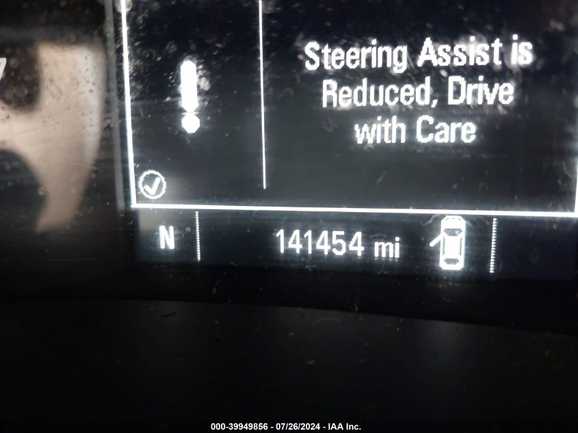 Steering Assist is
Reduced, Drive
with Care
N
141454 mi
000-39949856 - 07/26/2024 - IAA Inc.